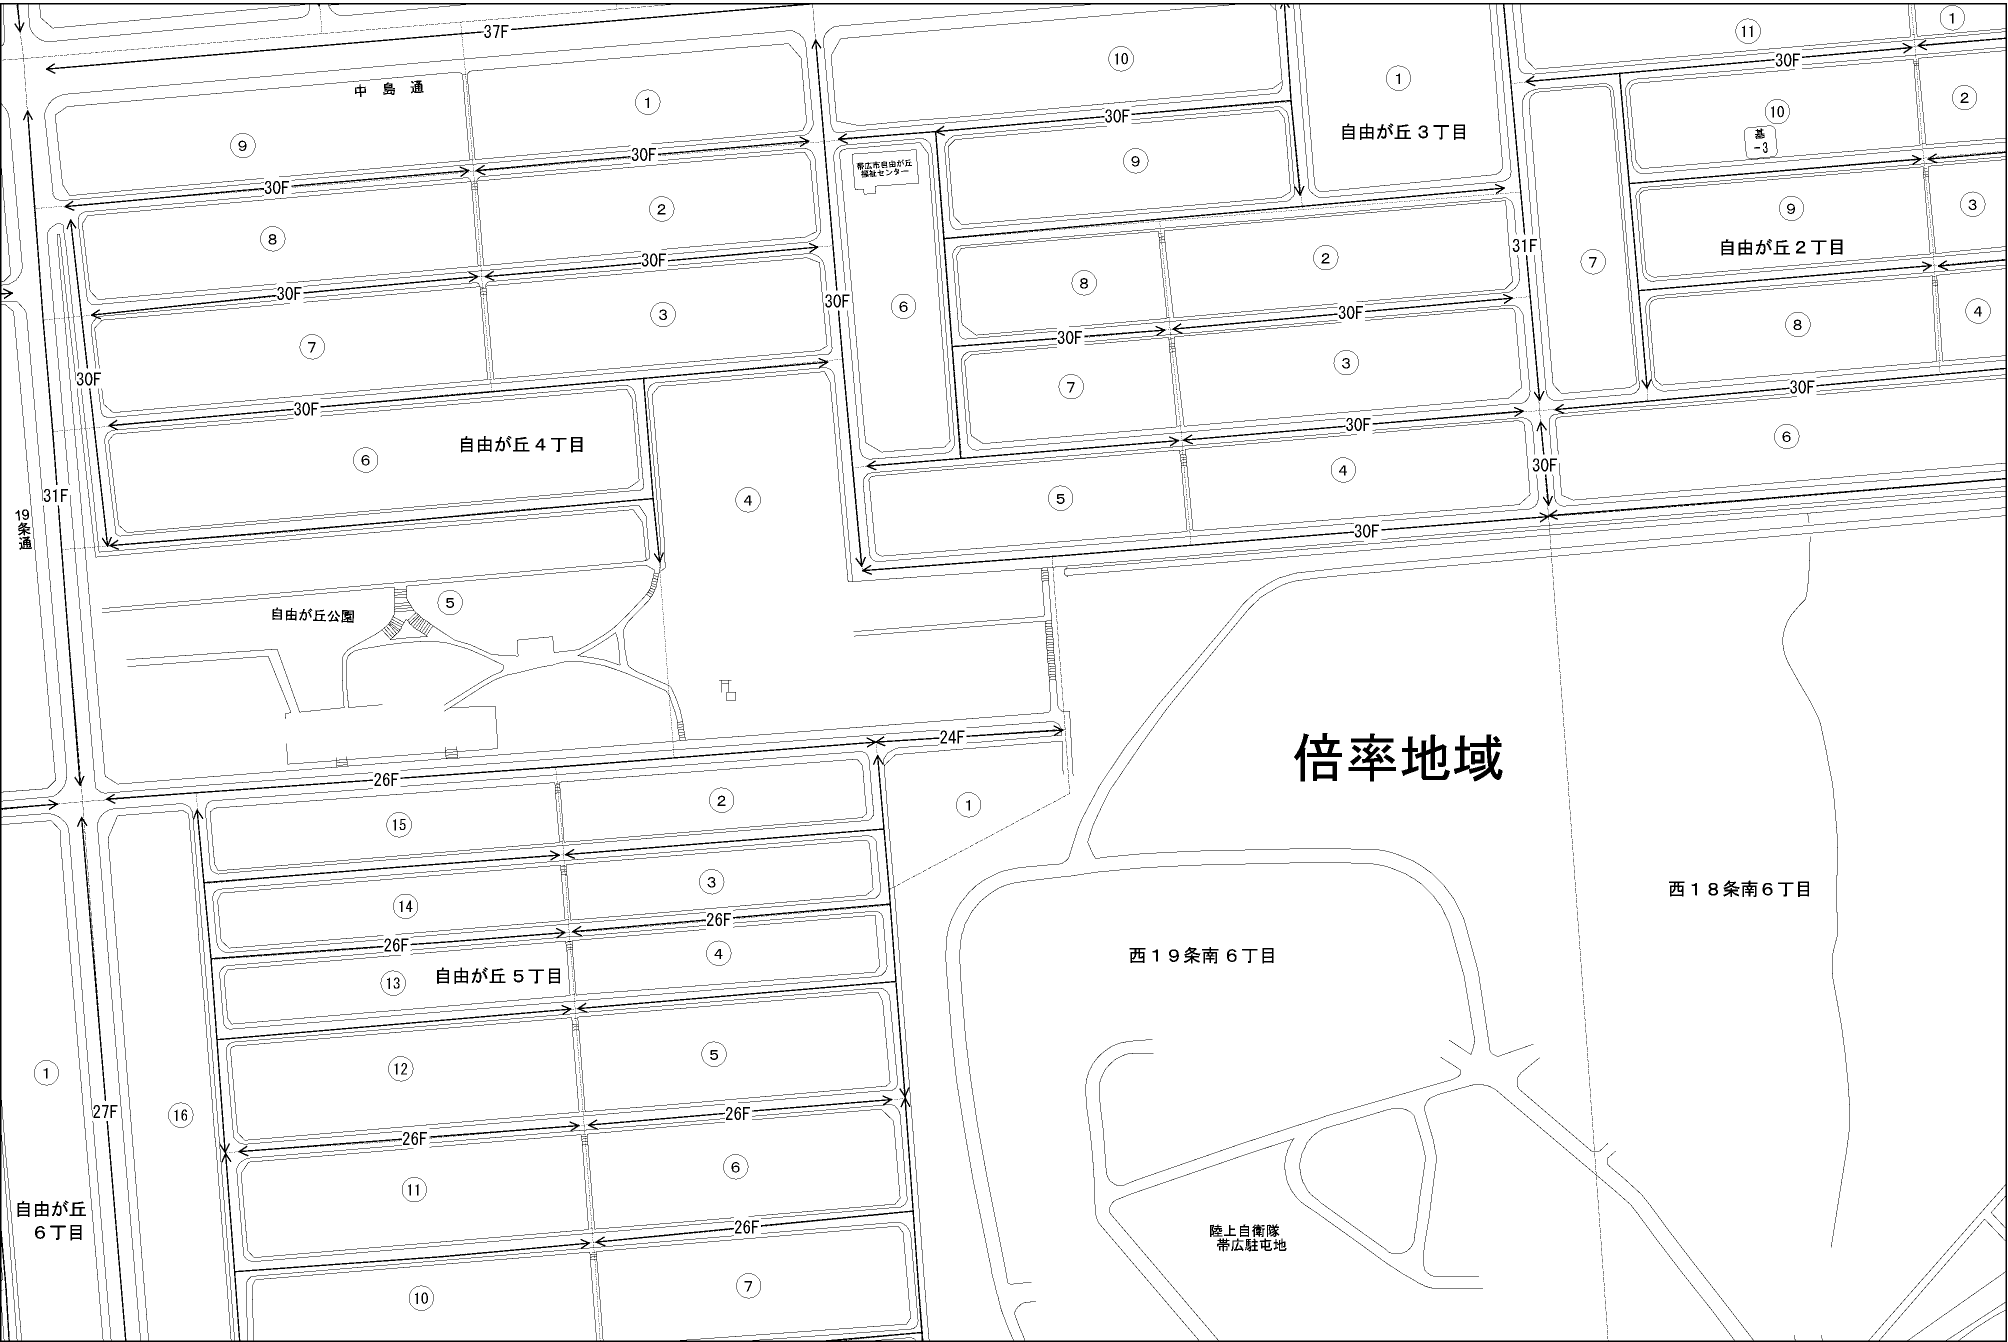 37F
中島通
⑪
①
⑩
①
30F
①
⑩
②
基
-3
⑨
30F
自由が丘３丁目
30F
帯広市自由が丘
福祉センター
⑨
30F
②
⑨
③
自由が丘２丁目
⑧
31F
②
⑦
30F
⑧
30F
⑥
③
30F
30F
⑧
④
⑦
30F
③
30F
⑦
30F
30F
30F
⑥
自由が丘４丁目
⑥
30F
④
30F
④
⑤
31F
19条通
30F
自由が丘公園
⑤
24F
倍率地域
26F
②
①
⑮
③
西１８条南６丁目
⑭
26F
26F
④
西１９条南６丁目
自由が丘５丁目
⑬
⑤
⑫
①
27F
⑯
26F
26F
⑥
⑪
自由が丘
６丁目
26F
陸上自衛隊
帯広駐屯地
⑦
⑩